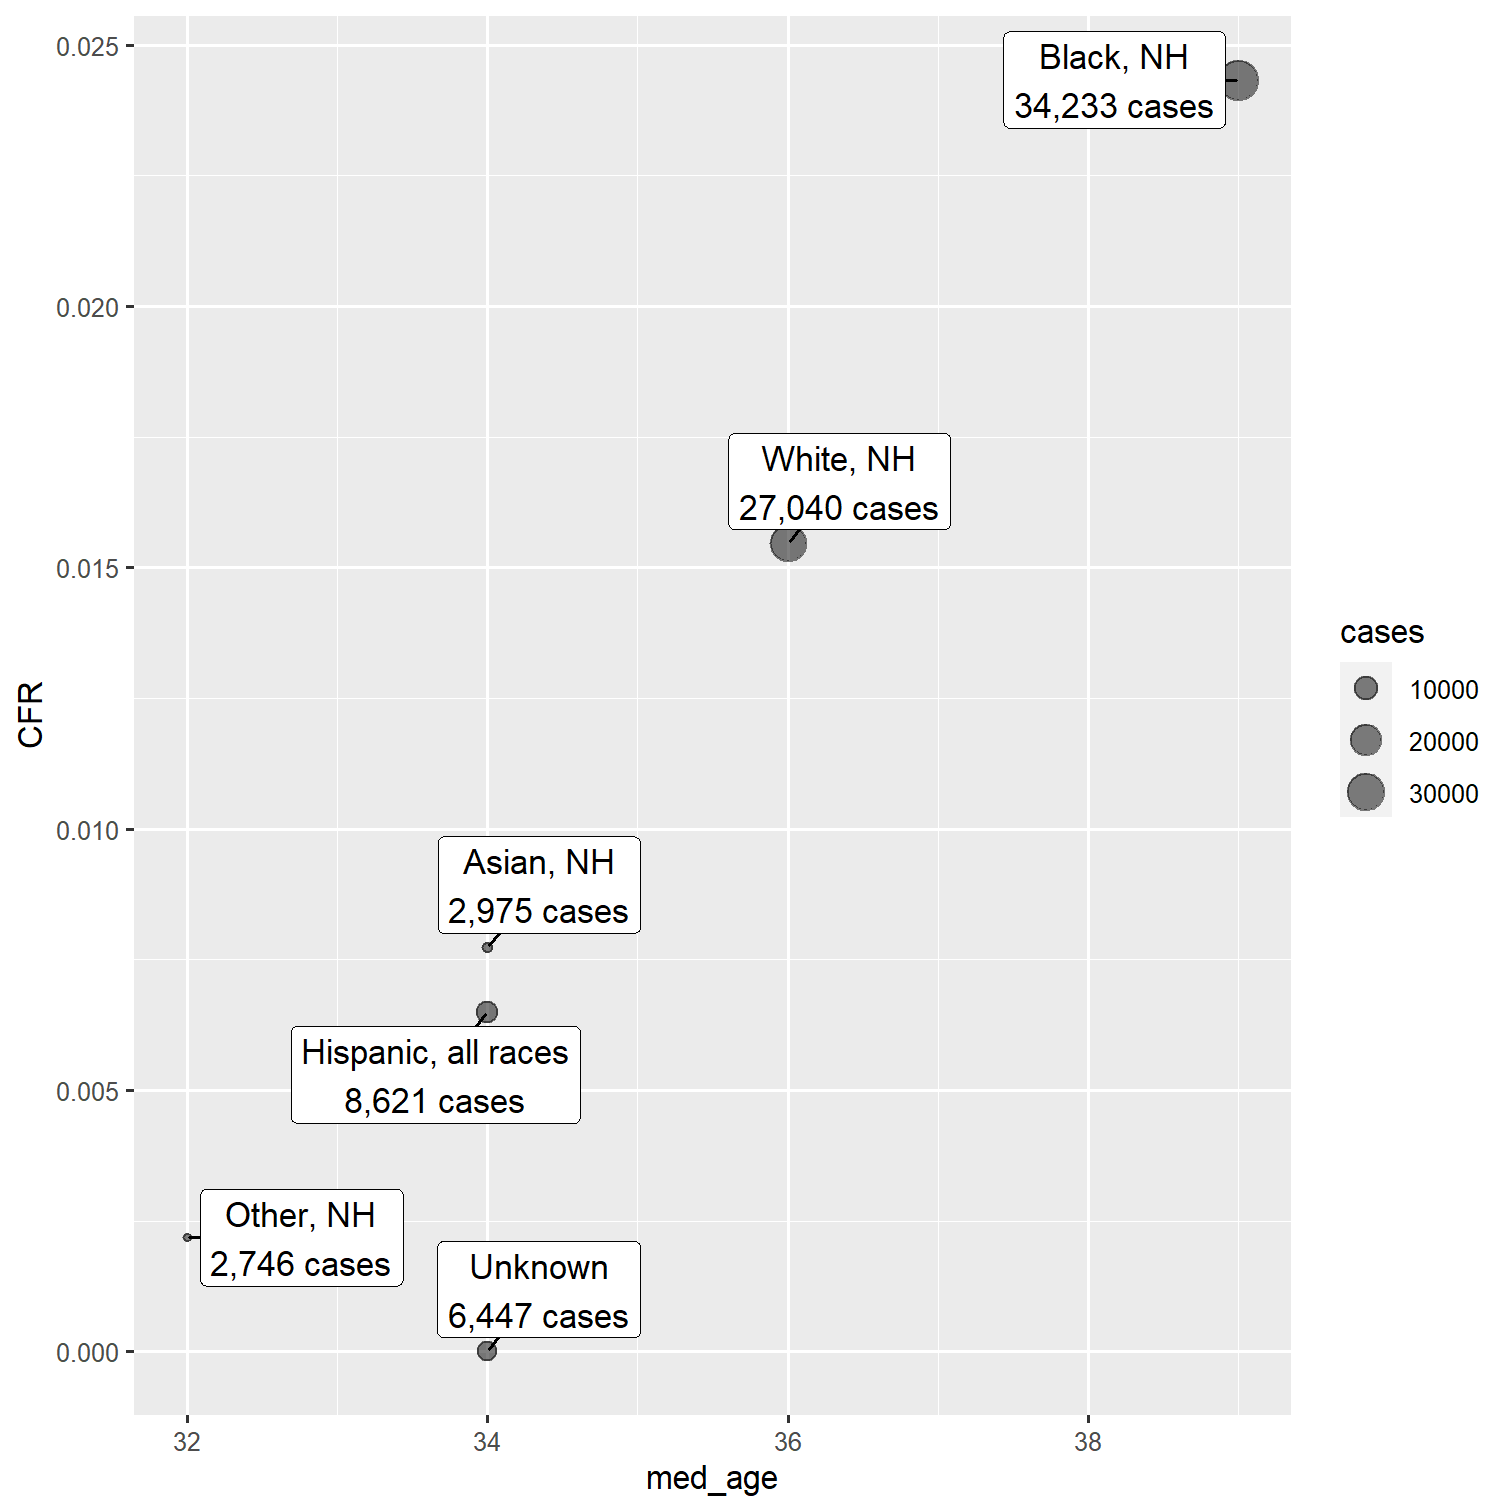 0.025
0.020
0.015
0.010
0.005
0.000
CFR
Black, NH
34,233 cases
White, NH
27,040 cases
Asian, NH
2,975 cases
Hispanic, all races
8,621 cases
Other, NH
2,746 cases
Unknown
6,447 cases
32
34
36
38
med_age
cases
10000
20000
30000